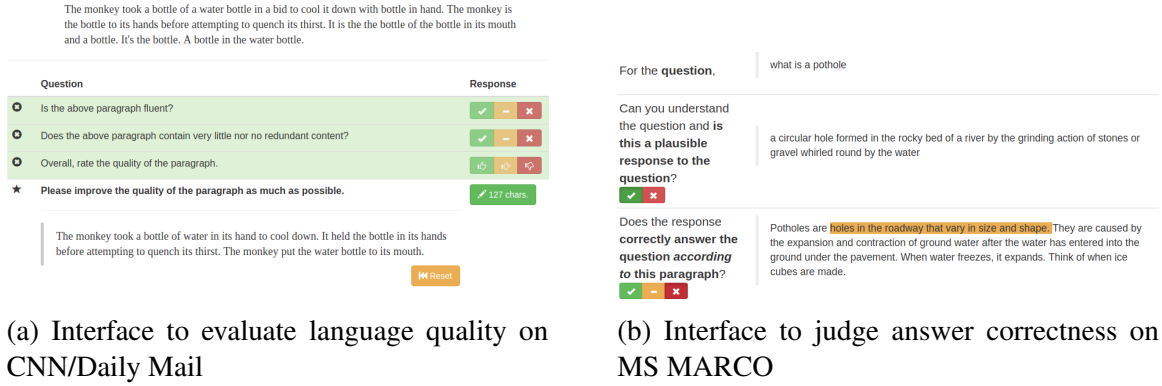 The monkey took a bottle of a water bottle in a bid to cool it down with bottle in hand. The monkey is
the bottle to its hands before attempting to quench its thirst. It is the the bottle of the bottle in its mouth
and a bottle. It's the bottle. A bottle in the water bottle.
Question Response
Is the above paragraph fluent?
Does the above paragraph contain very little nor no redundant content?
Overall, rate the quality of the paragraph.
Please improve the quality of the paragraph as much as possible. 127 chars.
The monkey took a bottle of water in its hand to cool down. It held the bottle in its hands
before attempting to quench its thirst. The monkey put the water bottle to its mouth.
Reset
(a) Interface to evaluate language quality on
CNN/Daily Mail
For the question,
what is a pothole
Can you understand
the question and is
this a plausible
response to the
question?
a circular hole formed in the rocky bed of a river by the grinding action of stones or
gravel whirled round by the water
Does the response
correctly answer the
question according
to this paragraph?
Potholes are holes in the roadway that vary in size and shape. They are caused by
the expansion and contraction of ground water after the water has entered into the
ground under the pavement. When water freezes, it expands. Think of when ice
cubes are made.
(b) Interface to judge answer correctness on
MS MARCO